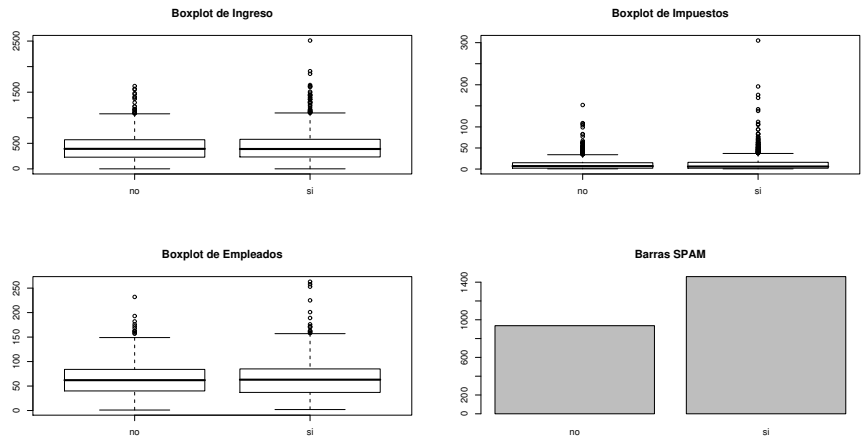 Boxplot de Ingreso
2500
1500
500
0
no
si
Boxplot de Impuestos
300
200
100
50
0
no
si
Boxplot de Empleados
250
200
150
100
50
0
no
si
Barras SPAM
1400
1000
600
200
0
no
si